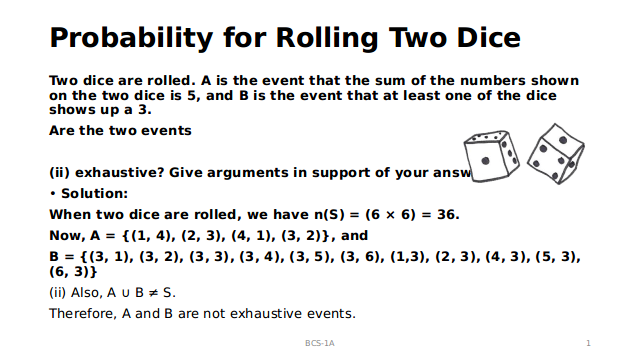 Probability for Rolling Two Dice
Two dice are rolled. A is the event that the sum of the numbers shown
on the two dice is 5, and B is the event that at least one of the dice
shows up a 3.
Are the two events
(ii) exhaustive? Give arguments in support of your answ
• Solution:
When two dice are rolled, we have n(S) = (6 × 6) = 36.
Now, A = {(1, 4), (2, 3), (4, 1), (3, 2)}, and
B = {(3, 1), (3, 2), (3, 3), (3, 4), (3, 5), (3, 6), (1,3), (2, 3), (4, 3), (5, 3),
(6, 3)}
(ii) Also, A ∪ B ≠ S.
Therefore, A and B are not exhaustive events.
BCS-1A
1